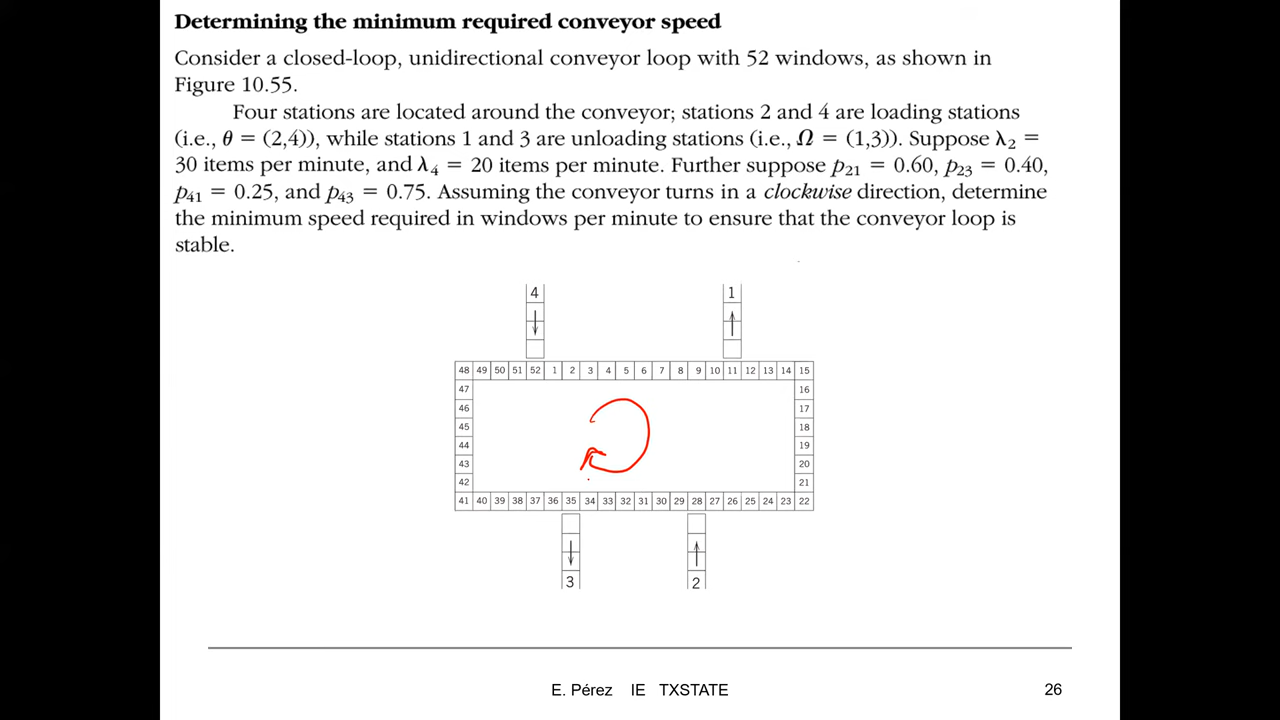 Determining the minimum required conveyor speed
Consider a closed-loop, unidirectional conveyor loop with 52 windows, as shown in
Figure 10.55.
Four stations are located around the conveyor; stations 2 and 4 are loading stations
(i.e., θ = (2,4)), while stations 1 and 3 are unloading stations (i.e., Ω = (1,3)). Suppose λ₂ =
30 items per minute, and λ₄ = 20 items per minute. Further suppose p₂₁ = 0.60, p₂₃ = 0.40,
p₄₁ = 0.25, and p₄₃ = 0.75. Assuming the conveyor turns in a clockwise direction, determine
the minimum speed required in windows per minute to ensure that the conveyor loop is
stable.
4 1
48 49 50 51 52 1 2 3 4 5 6 7 8 9 10 11 12 13 14 15
47 16
46 17
45 18
44 19
43 20
42 21
41 40 39 38 37 36 35 34 33 32 31 30 29 28 27 26 25 24 23 22
3 2
E. Pérez IE TXSTATE 26